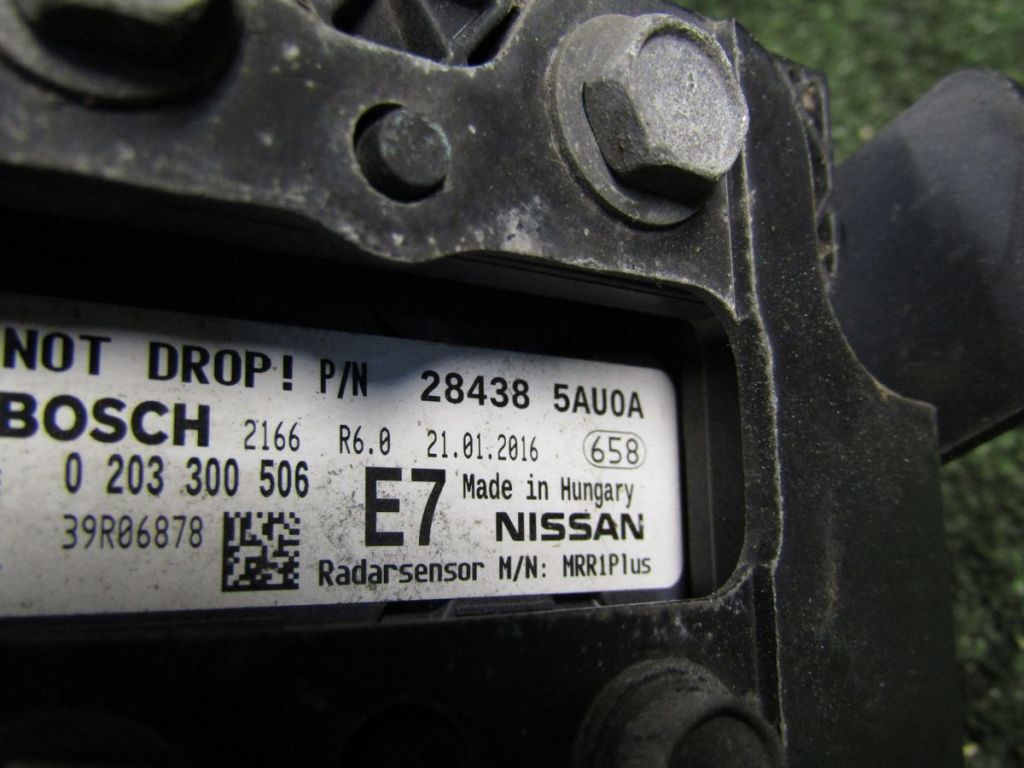 NOT DROP! P/N 28438 5AU0A
BOSCH 2166 R6.0 21.01.2016 658
0 203 300 506 E7 Made in Hungary
39R06878 NISSAN
Radarsensor M/N: MRR1Plus